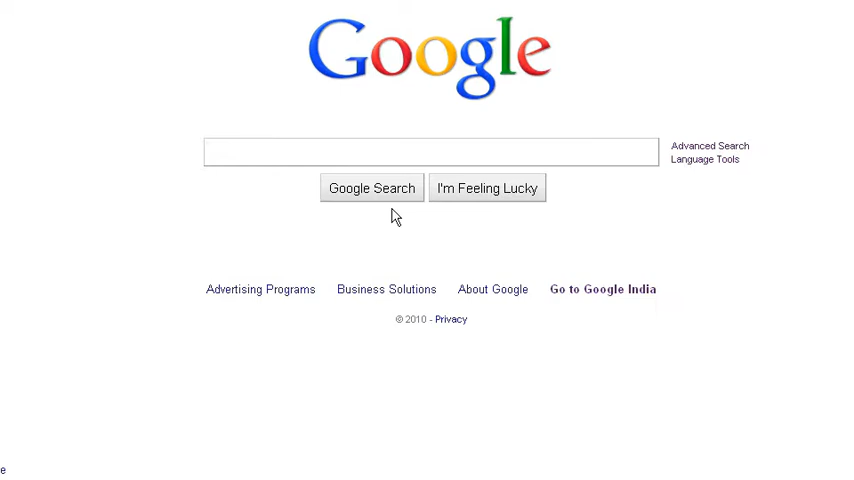 Google
Advanced Search
Language Tools
Google Search I'm Feeling Lucky
Advertising Programs Business Solutions About Google Go to Google India
© 2010 - Privacy
e